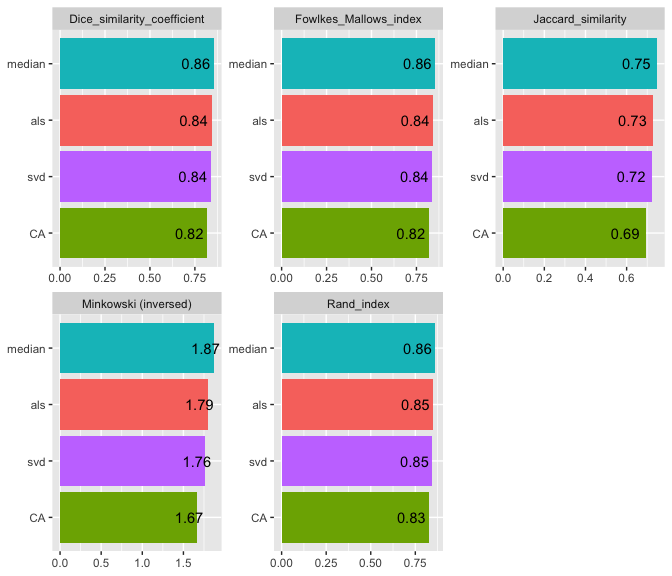 Dice_similarity_coefficient
median 0.86
als 0.84
svd 0.84
CA 0.82
0.00 0.25 0.50 0.75
Fowlkes_Mallows_index
median 0.86
als 0.84
svd 0.84
CA 0.82
0.00 0.25 0.50 0.75
Jaccard_similarity
median 0.75
als 0.73
svd 0.72
CA 0.69
0.0 0.2 0.4 0.6
Minkowski (inversed)
median 1.87
als 1.79
svd 1.76
CA 1.67
0.0 0.5 1.0 1.5
Rand_index
median 0.86
als 0.85
svd 0.85
CA 0.83
0.00 0.25 0.50 0.75